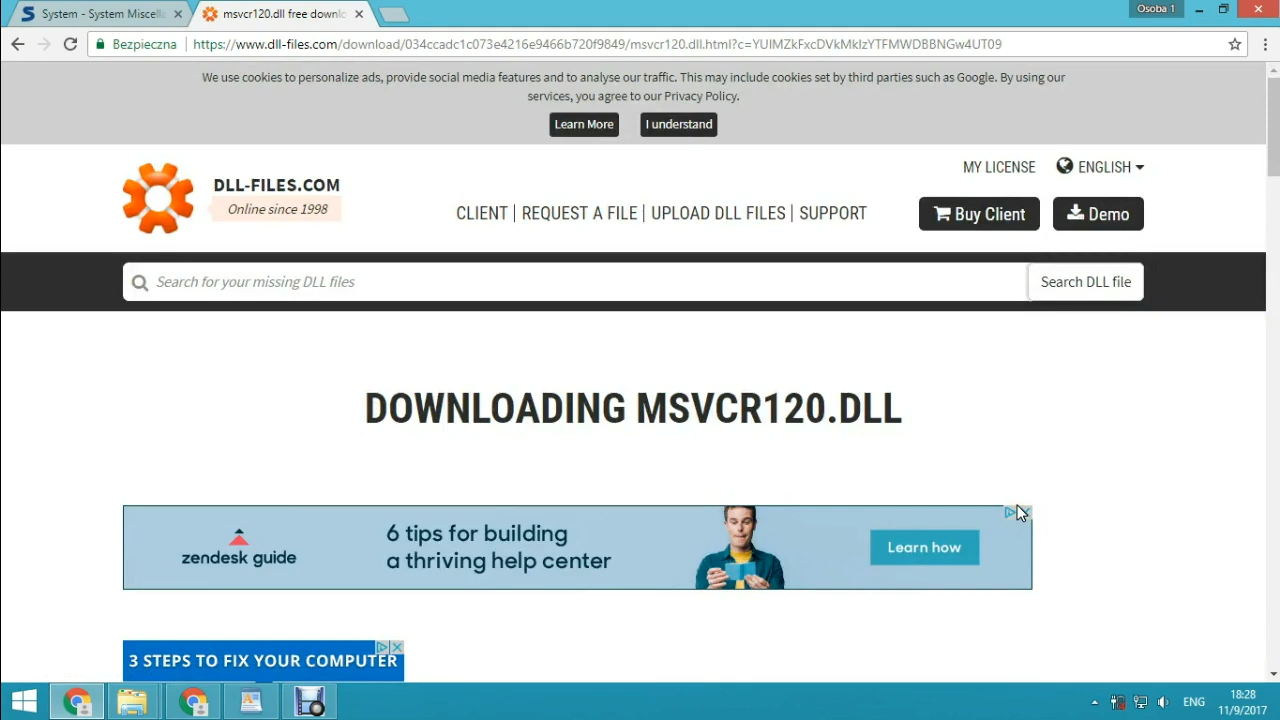 System - System Miscella
msvcr120.dll free downlo
Osoba 1
Bezpieczna
https://www.dll-files.com/download/034ccadc1c073e4216e9466b720f9849/msvcr120.dll.html?c=YUlMZkFxcDVkMklzYTFMWDBBNGw4UT09
We use cookies to personalize ads, provide social media features and to analyse our traffic. This may include cookies set by third parties such as Google. By using our
services, you agree to our Privacy Policy.
Learn More
I understand
MY LICENSE
ENGLISH
DLL-FILES.COM
Online since 1998
CLIENT | REQUEST A FILE | UPLOAD DLL FILES | SUPPORT
Buy Client
Demo
Search for your missing DLL files
Search DLL file
DOWNLOADING MSVCR120.DLL
zendesk guide
6 tips for building
a thriving help center
Learn how
3 STEPS TO FIX YOUR COMPUTER
ENG
18:28
11/9/2017